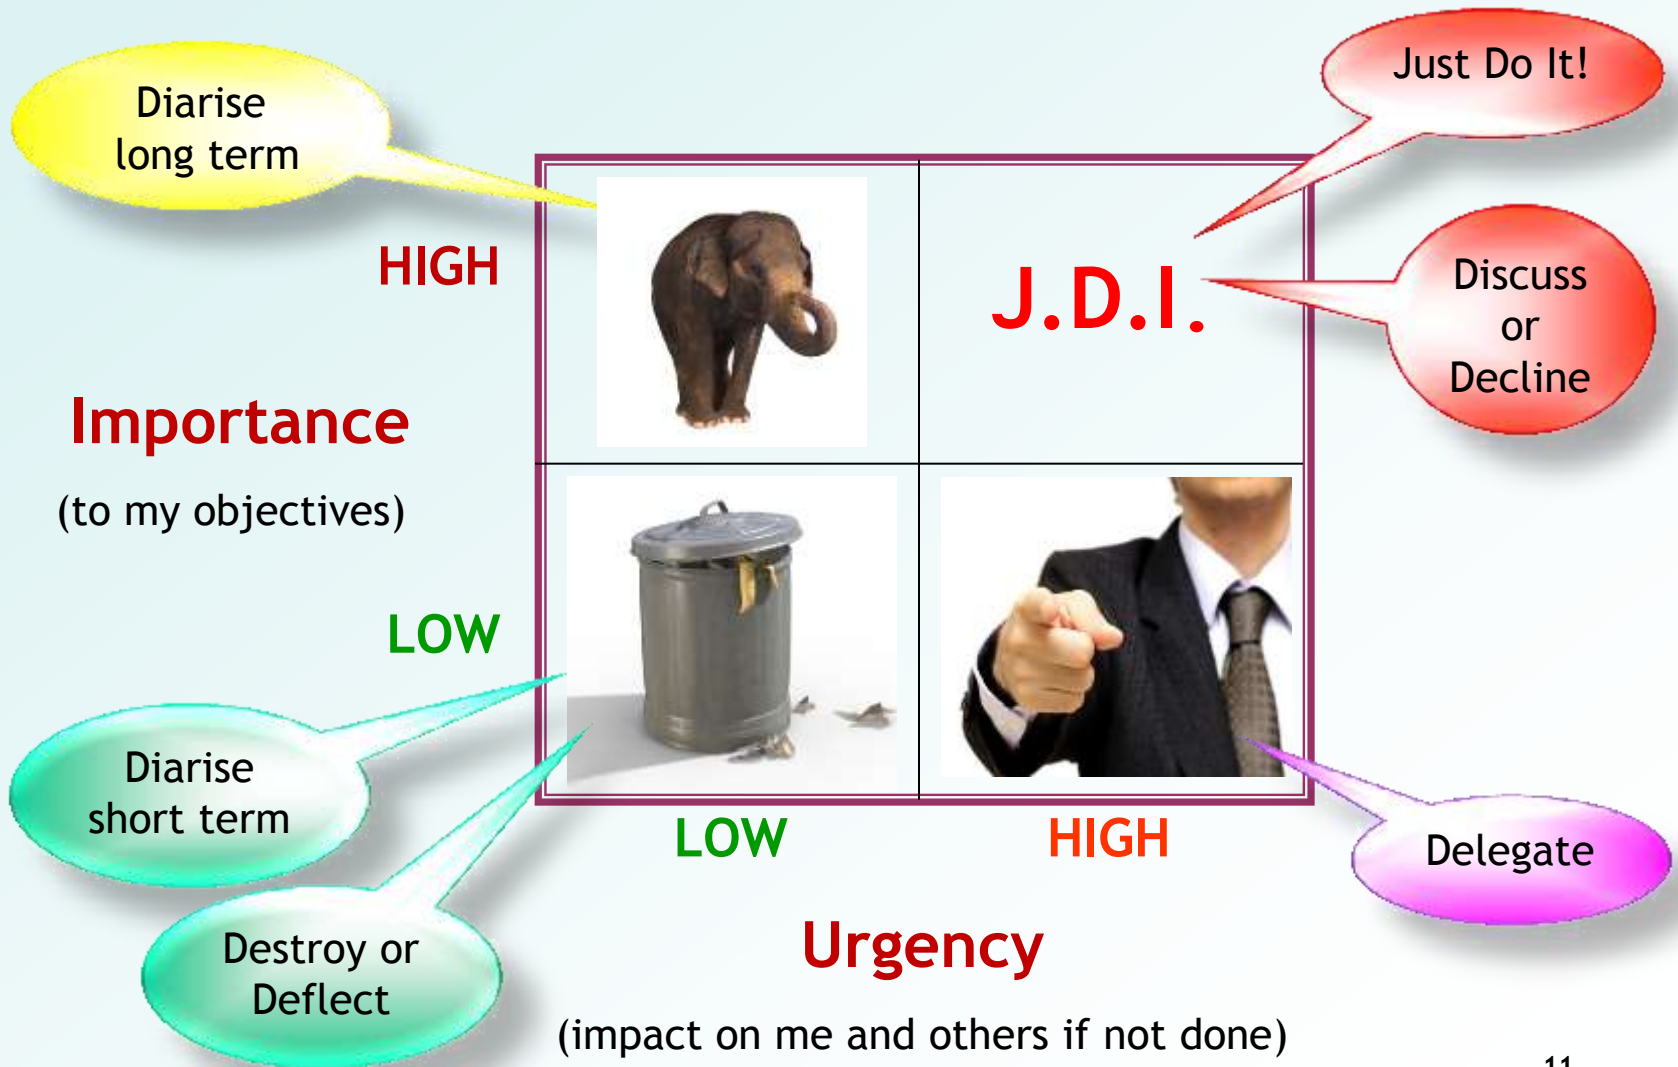 Just Do It!
Diarise
long term
HIGH
J.D.I.
Discuss
or
Decline
Importance
(to my objectives)
LOW
Diarise
short term
LOW
HIGH
Delegate
Destroy or
Deflect
Urgency
(impact on me and others if not done)
11